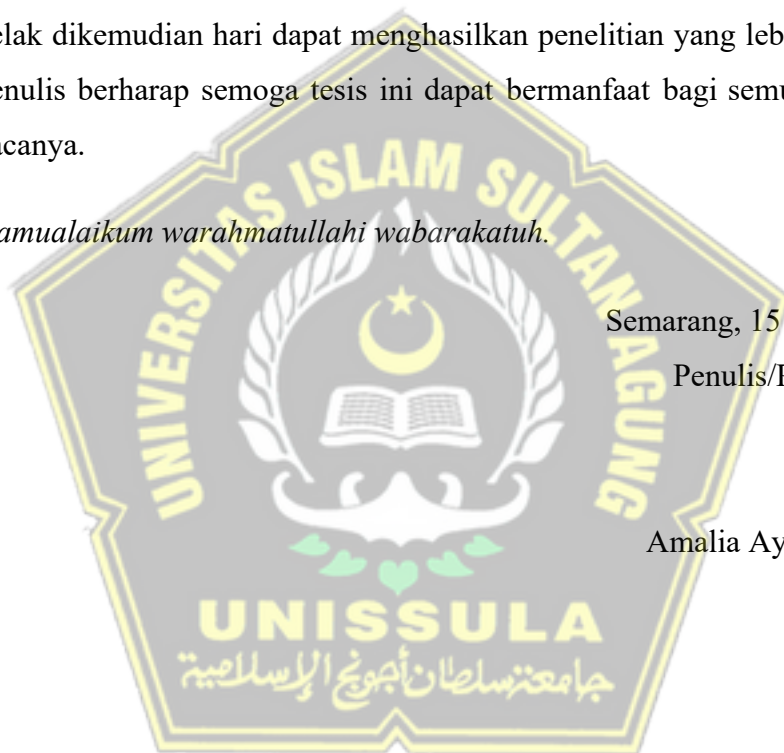 elak dikemudian hari dapat menghasilkan penelitian yang leb
enulis berharap semoga tesis ini dapat bermanfaat bagi semu
acanya.
amualaikum warahmatullahi wabarakatuh.
Semarang, 15
Penulis/
Amalia Ay
UNIVERSITAS ISLAM SULTAN AGUNG
UNISSULA
جامعة سلطان أجونج الإسلامية